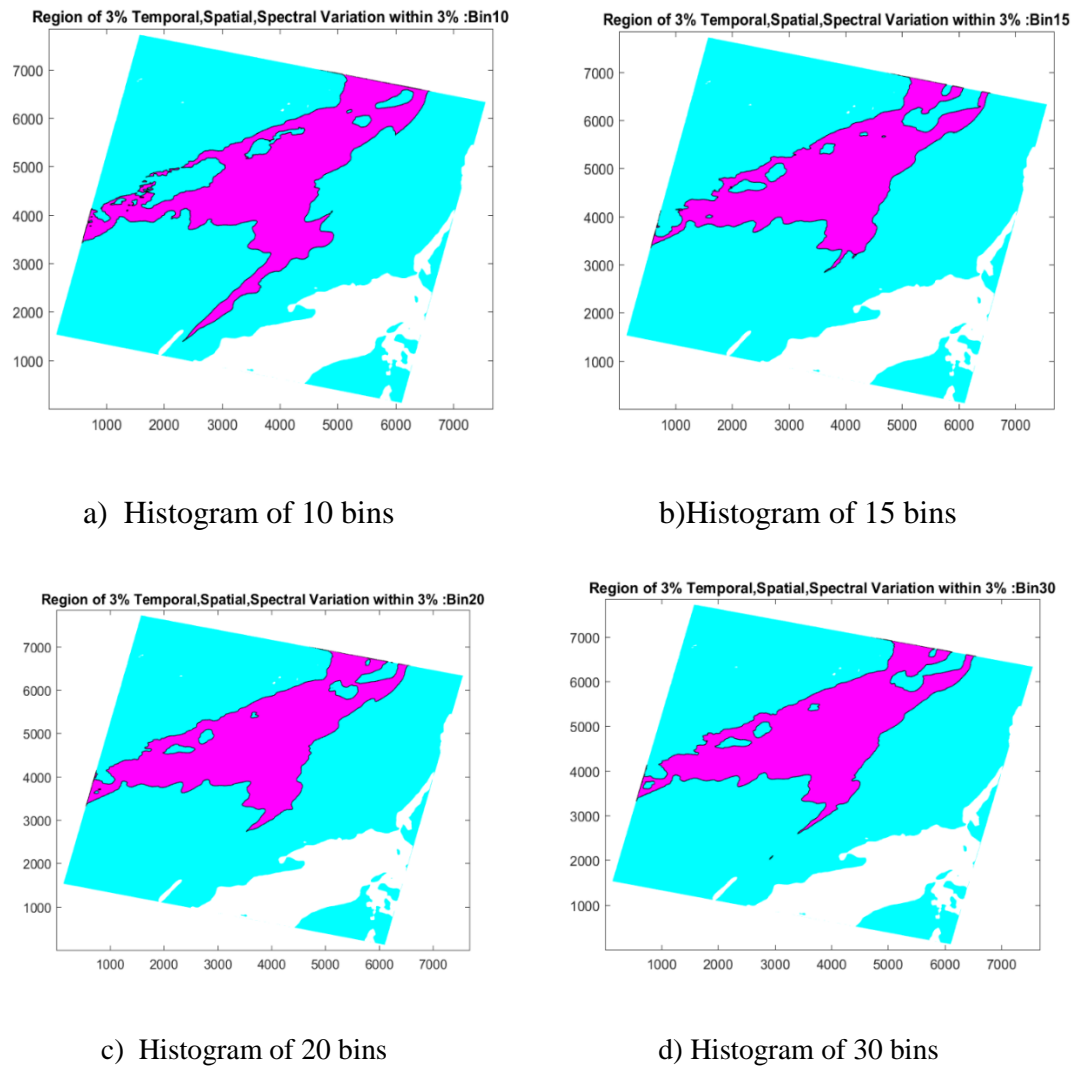 Region of 3% Temporal,Spatial,Spectral Variation within 3% :Bin10
7000
6000
5000
4000
3000
2000
1000
1000 2000 3000 4000 5000 6000 7000
a) Histogram of 10 bins
Region of 3% Temporal,Spatial,Spectral Variation within 3% :Bin15
7000
6000
5000
4000
3000
2000
1000
1000 2000 3000 4000 5000 6000 7000
b)Histogram of 15 bins
Region of 3% Temporal,Spatial,Spectral Variation within 3% :Bin20
7000
6000
5000
4000
3000
2000
1000
1000 2000 3000 4000 5000 6000 7000
c) Histogram of 20 bins
Region of 3% Temporal,Spatial,Spectral Variation within 3% :Bin30
7000
6000
5000
4000
3000
2000
1000
1000 2000 3000 4000 5000 6000 7000
d) Histogram of 30 bins